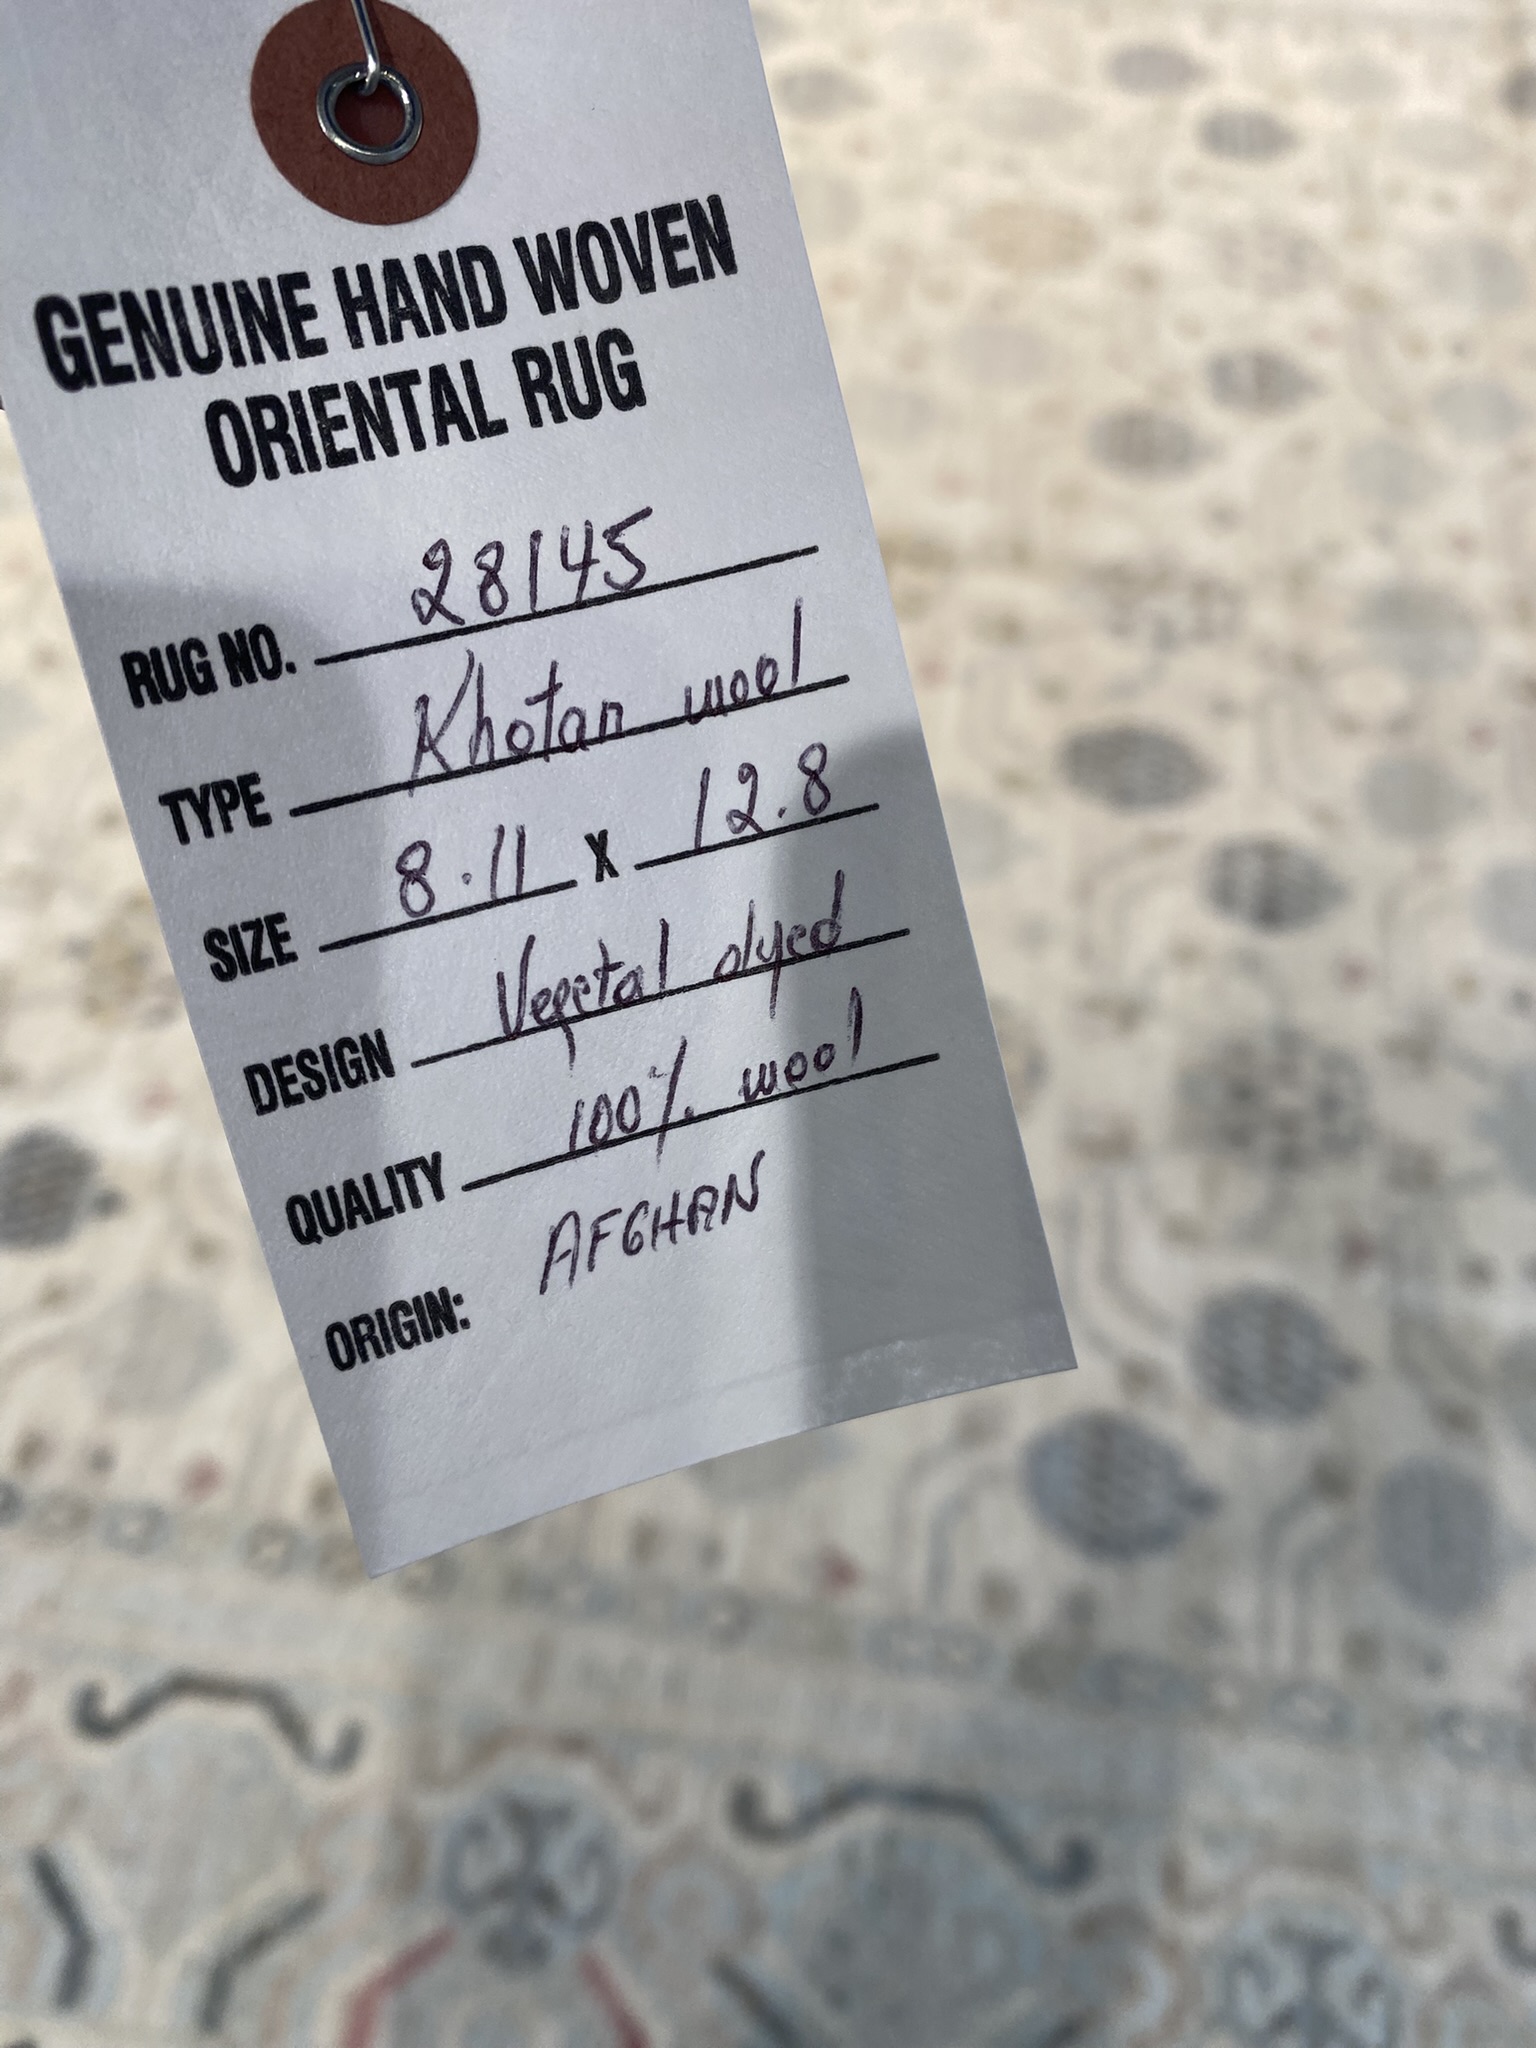 GENUINE HAND WOVEN
ORIENTAL RUG
RUG NO. 28145
TYPE Khotan wool
SIZE 8.11 X 12.8
DESIGN Vegetal dyed
QUALITY 100% wool
ORIGIN: AFGHAN